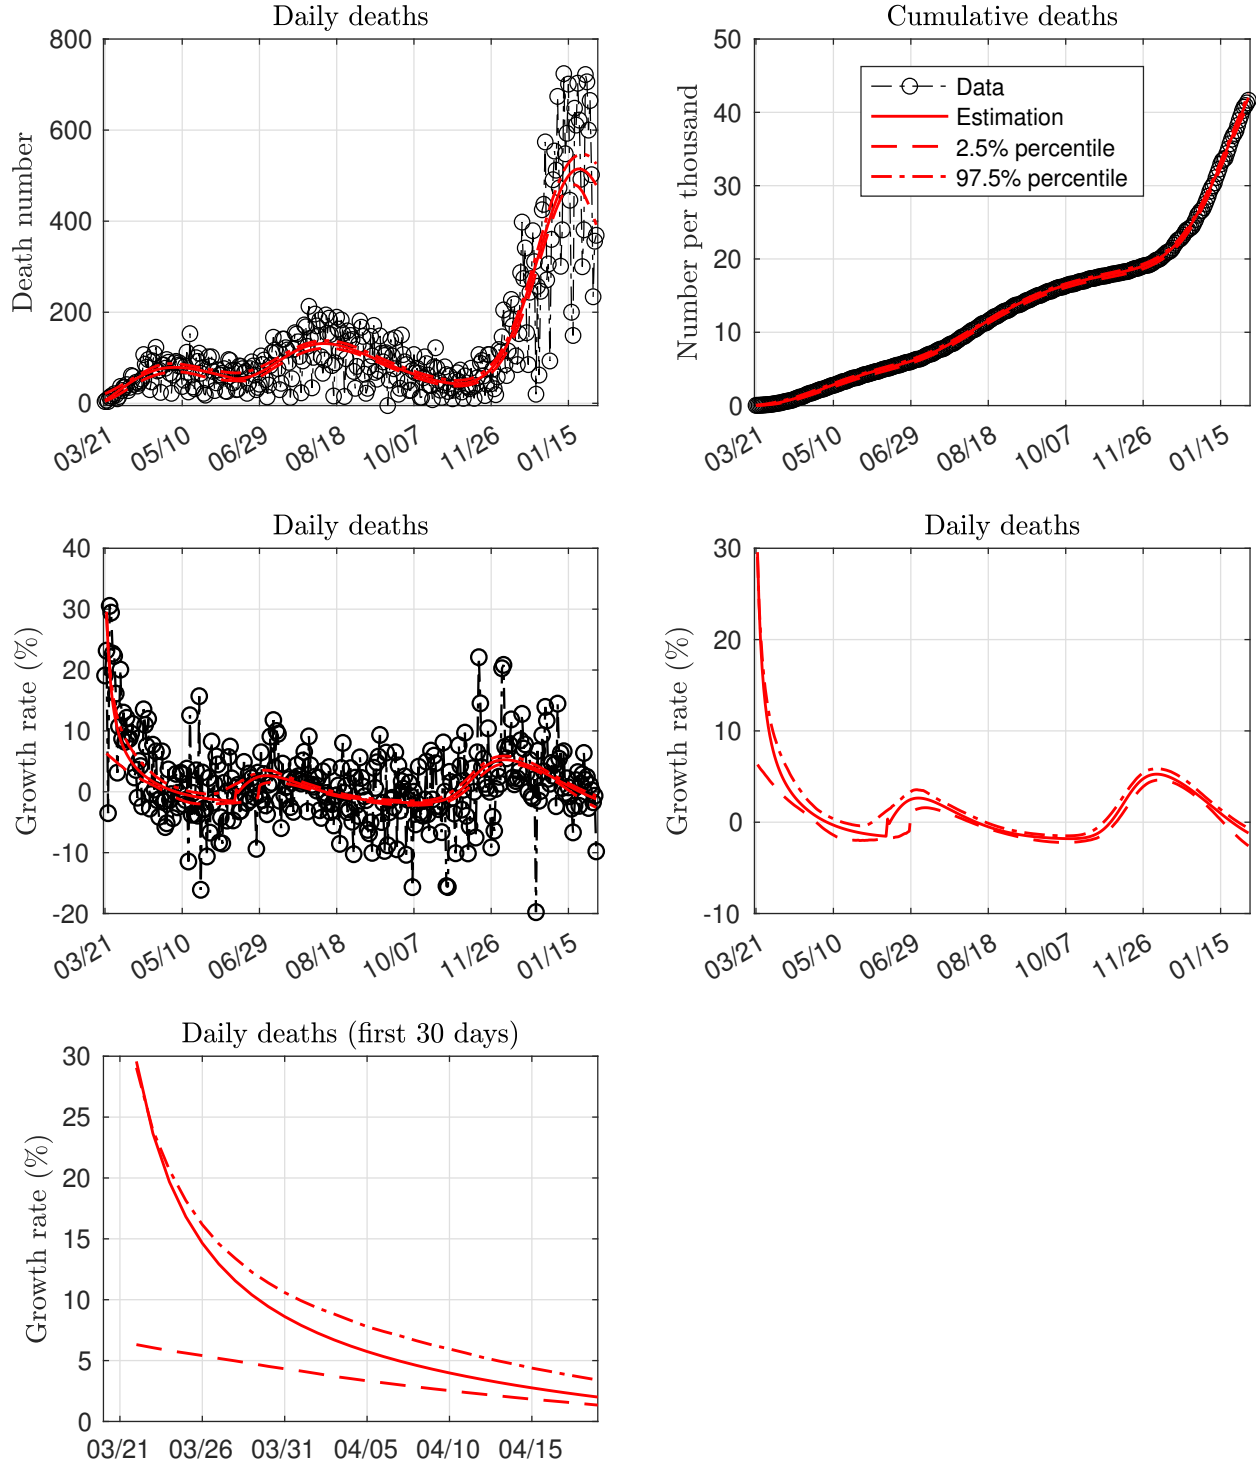 Daily deaths
Death number
800
600
400
200
0
03/21 05/10 06/29 08/18 10/07 11/26 01/15
Cumulative deaths
Number per thousand
50
40
30
20
10
0
Data
Estimation
2.5% percentile
97.5% percentile
03/21 05/10 06/29 08/18 10/07 11/26 01/15
Daily deaths
Growth rate (%)
40
30
20
10
0
-10
-20
03/21 05/10 06/29 08/18 10/07 11/26 01/15
Daily deaths
Growth rate (%)
30
20
10
0
-10
03/21 05/10 06/29 08/18 10/07 11/26 01/15
Daily deaths (first 30 days)
Growth rate (%)
30
25
20
15
10
5
0
03/21 03/26 03/31 04/05 04/10 04/15